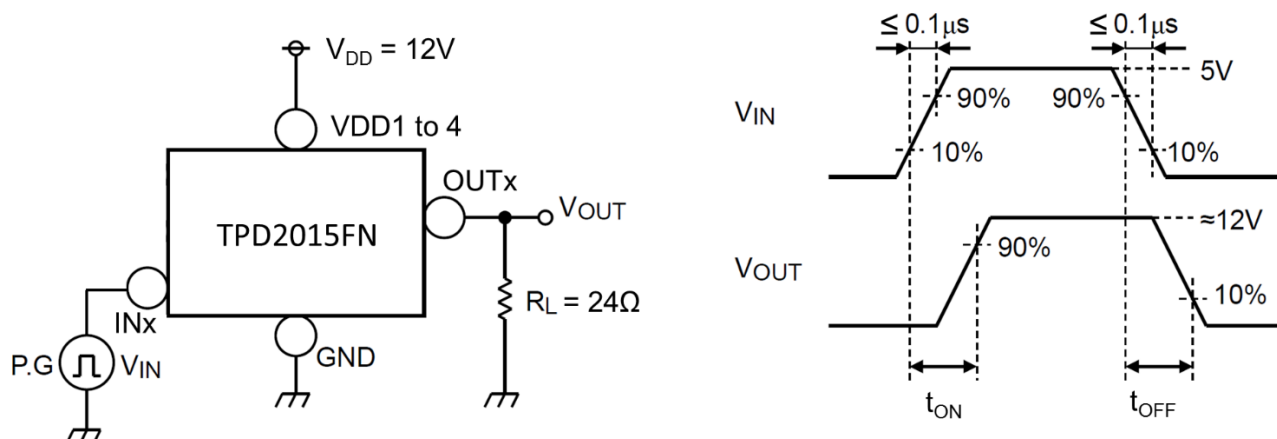 V_DD = 12V
VDD1 to 4
OUTx
V_OUT
TPD2015FN
R_L = 24Ω
INx
GND
P.G
V_IN
≤ 0.1μs
≤ 0.1μs
5V
90%
90%
V_IN
10%
10%
≈12V
90%
V_OUT
10%
t_ON
t_OFF